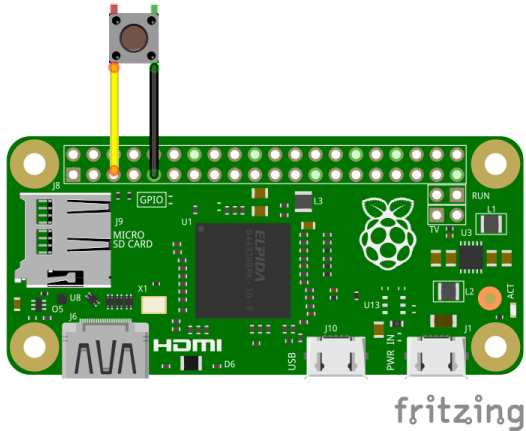 J8
GPIO
RUN
J9
MICRO
SD CARD
U1
L3
TV
L1
U3
ELPIDA
U8
X1
O5
J6
U13
L2
ACT
HDMI
D6
USB
J10
PWR IN
J1
fritzing